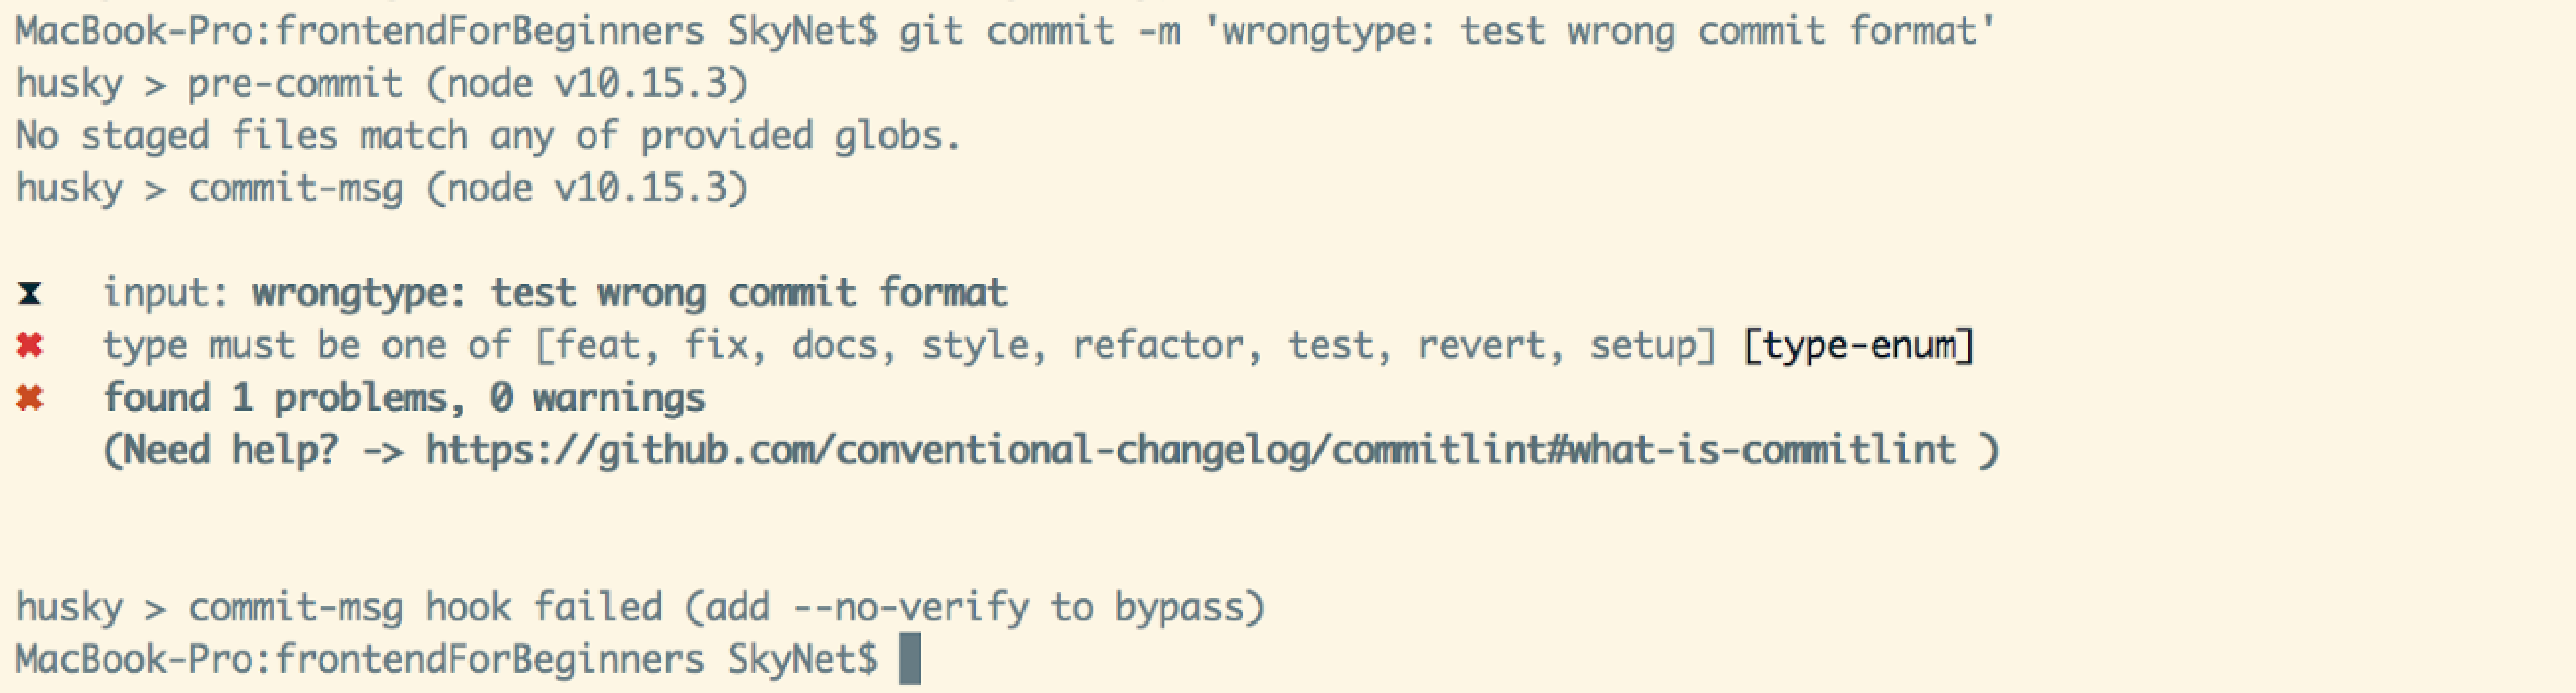 MacBook-Pro:frontendForBeginners SkyNet$ git commit -m 'wrongtype: test wrong commit format'
husky > pre-commit (node v10.15.3)
No staged files match any of provided globs.
husky > commit-msg (node v10.15.3)
⧗ input: wrongtype: test wrong commit format
✖ type must be one of [feat, fix, docs, style, refactor, test, revert, setup] [type-enum]
✖ found 1 problems, 0 warnings
(Need help? -> https://github.com/conventional-changelog/commitlint#what-is-commitlint )
husky > commit-msg hook failed (add --no-verify to bypass)
MacBook-Pro:frontendForBeginners SkyNet$